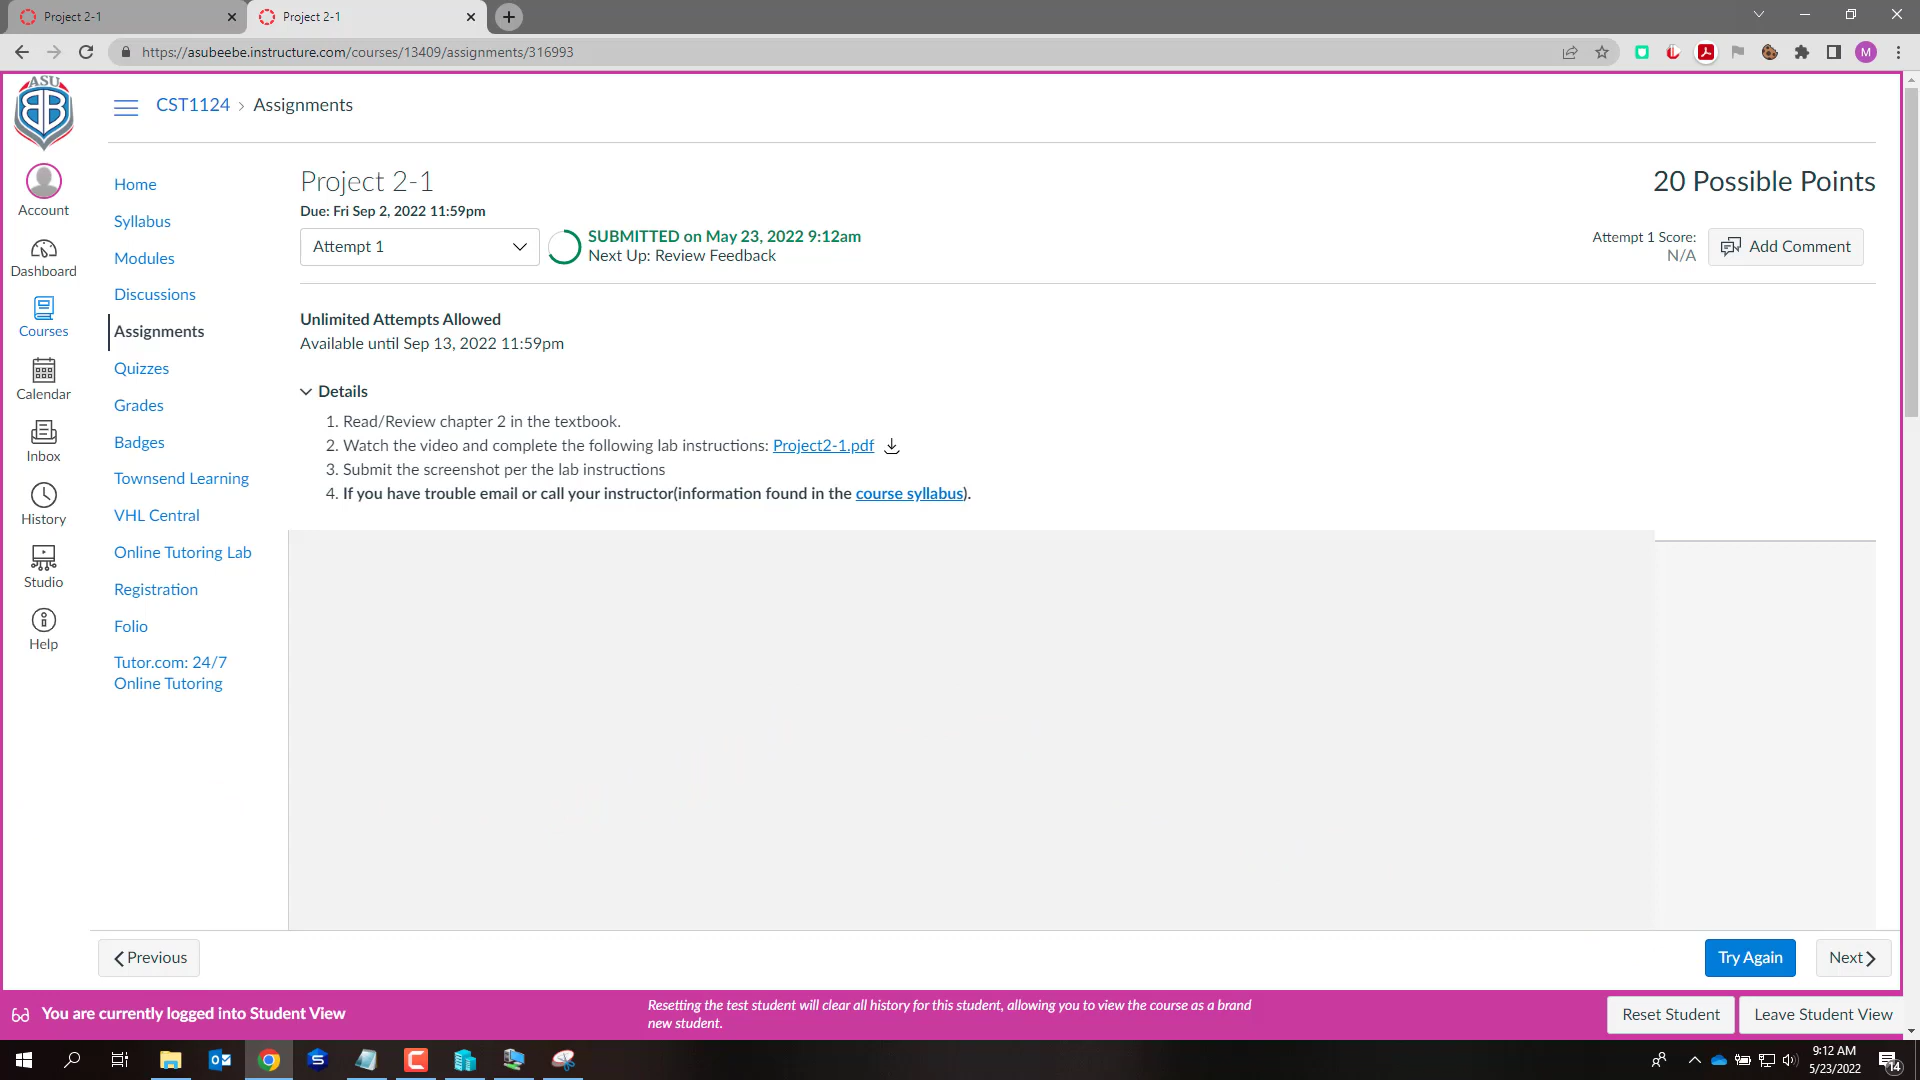 Project 2-1
Project 2-1
https://asubeebe.instructure.com/courses/13409/assignments/316993
M
ASU
B B
CST1124 › Assignments
Account
Dashboard
Courses
Calendar
Inbox
History
Studio
Help
Home
Syllabus
Modules
Discussions
Assignments
Quizzes
Grades
Badges
Townsend Learning
VHL Central
Online Tutoring Lab
Registration
Folio
Tutor.com: 24/7
Online Tutoring
Project 2-1
20 Possible Points
Due: Fri Sep 2, 2022 11:59pm
Attempt 1
SUBMITTED on May 23, 2022 9:12am
Next Up: Review Feedback
Attempt 1 Score:
N/A
Add Comment
Unlimited Attempts Allowed
Available until Sep 13, 2022 11:59pm
Details
1. Read/Review chapter 2 in the textbook.
2. Watch the video and complete the following lab instructions: Project2-1.pdf
3. Submit the screenshot per the lab instructions
4. If you have trouble email or call your instructor(information found in the course syllabus).
Previous
Try Again
Next
You are currently logged into Student View
Resetting the test student will clear all history for this student, allowing you to view the course as a brand
new student.
Reset Student
Leave Student View
9:12 AM
5/23/2022
14